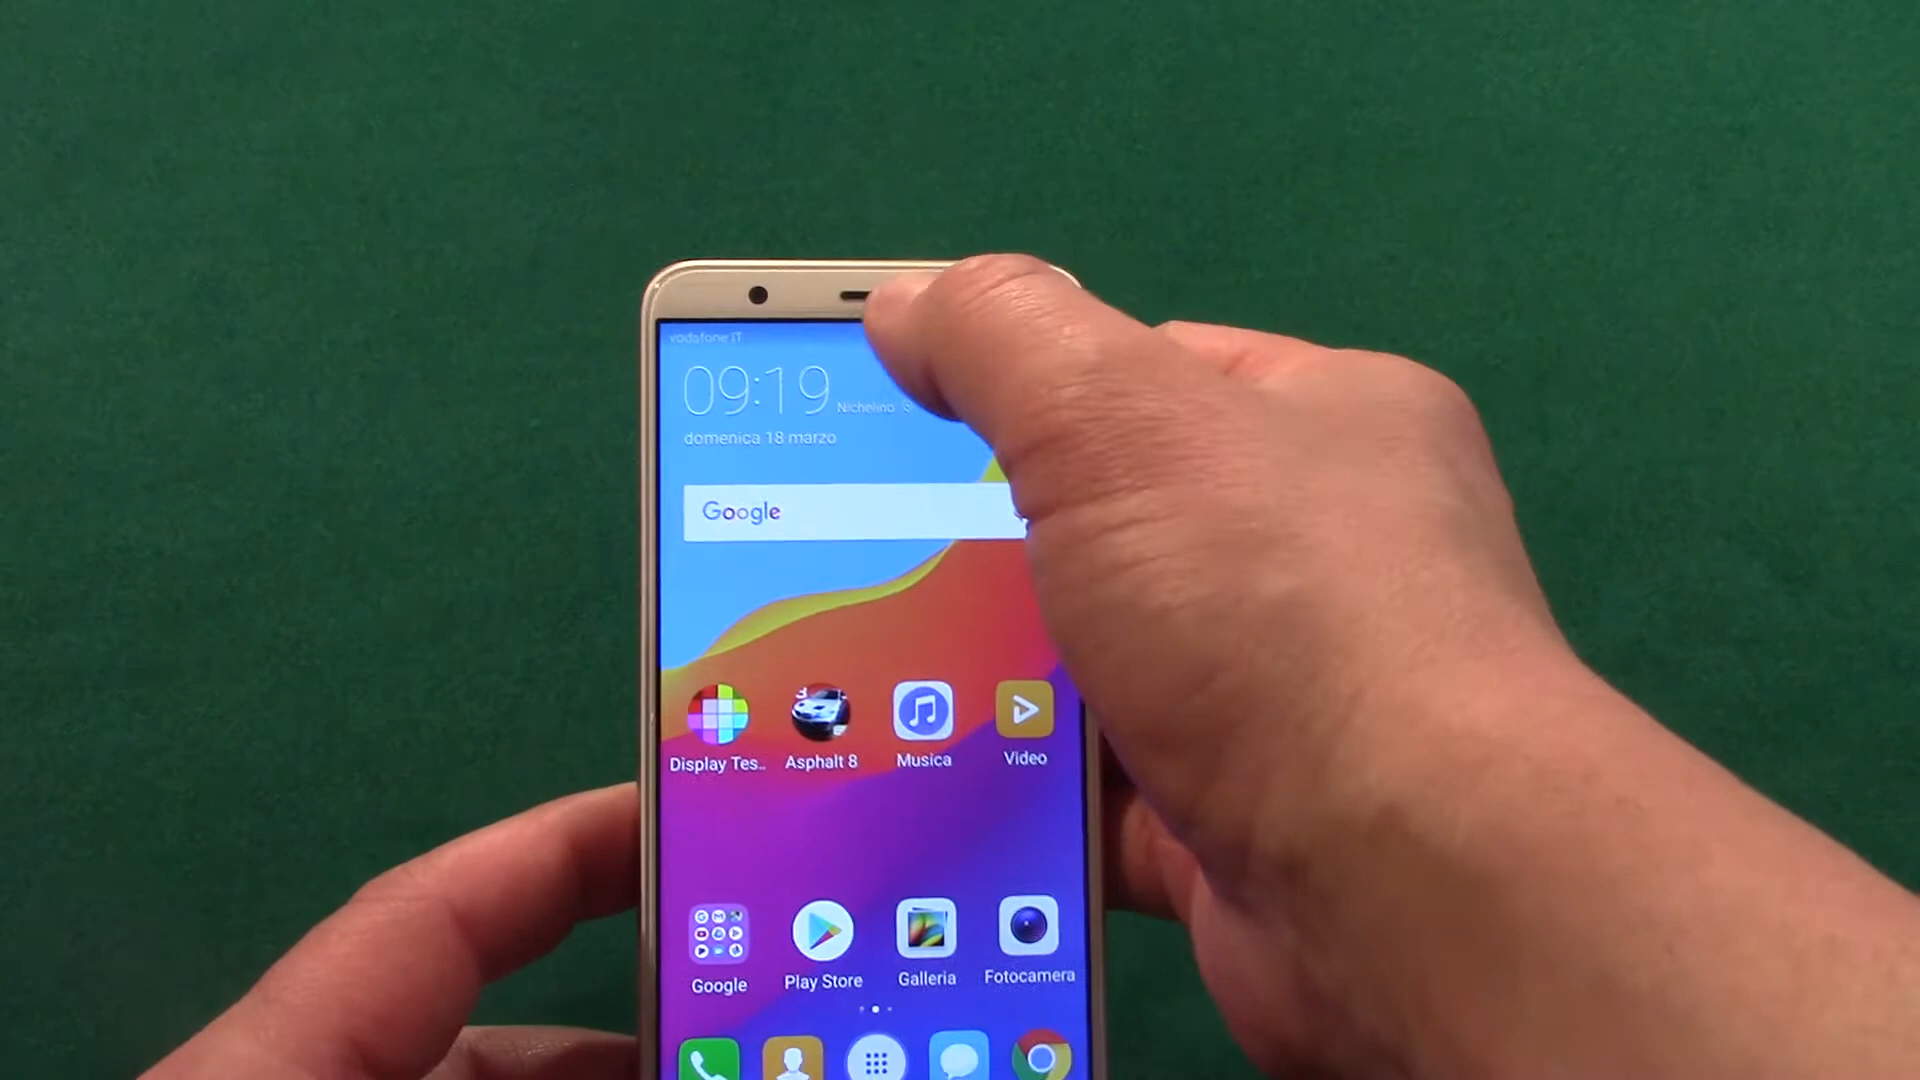 vodafone IT
09:19
Nichelino
domenica 18 marzo
Google
Display Tes..
Asphalt 8
Musica
Video
Google
Play Store
Galleria
Fotocamera